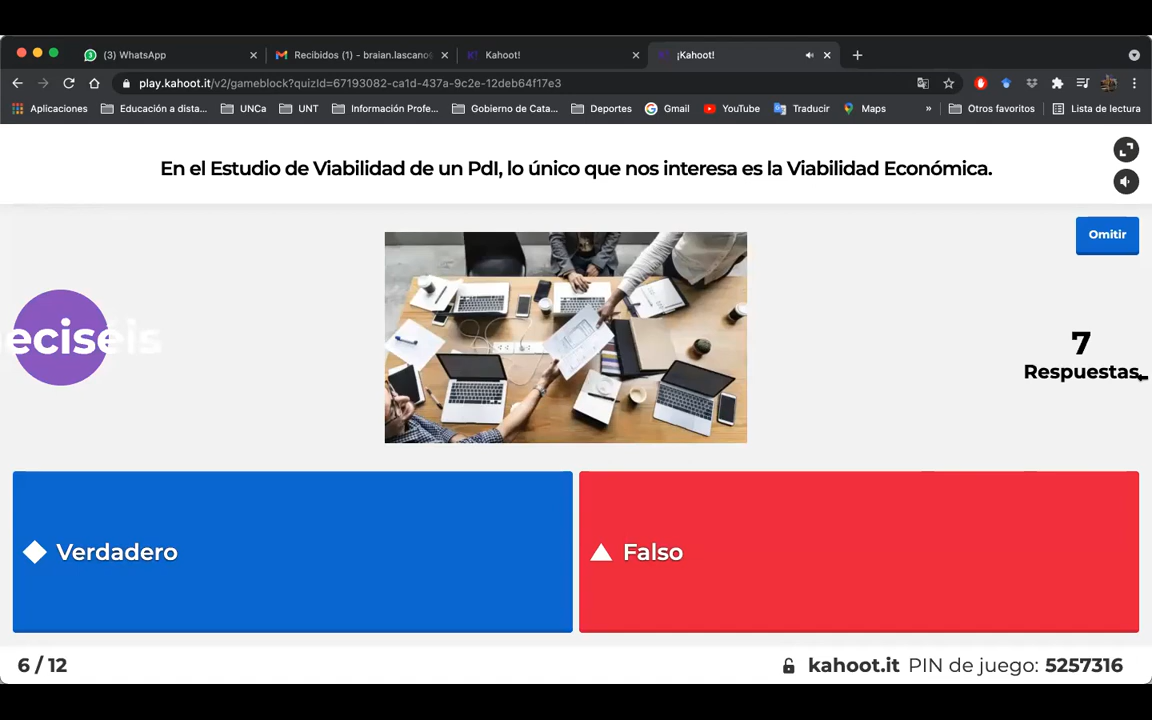 (3) WhatsApp
Recibidos (1) - braian.lascano
Kahoot!
¡Kahoot!
play.kahoot.it/v2/gameblock?quizId=67193082-ca1d-437a-9c2e-12deb64f17e3
Aplicaciones
Educación a dista...
UNCa
UNT
Información Profe...
Gobierno de Cata...
Deportes
Gmail
YouTube
Traducir
Maps
»
Otros favoritos
Lista de lectura
En el Estudio de Viabilidad de un PdI, lo único que nos interesa es la Viabilidad Económica.
Omitir
eciséis
7
Respuestas
Verdadero
Falso
6 / 12
kahoot.it PIN de juego: 5257316